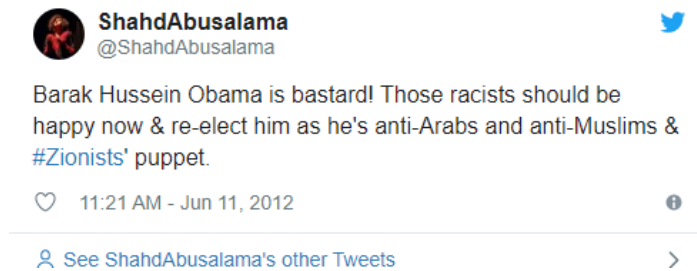 ShahdAbusalama
@ShahdAbusalama
Barak Hussein Obama is bastard! Those racists should be
happy now & re-elect him as he's anti-Arabs and anti-Muslims &
#Zionists' puppet.
11:21 AM - Jun 11, 2012
See ShahdAbusalama's other Tweets